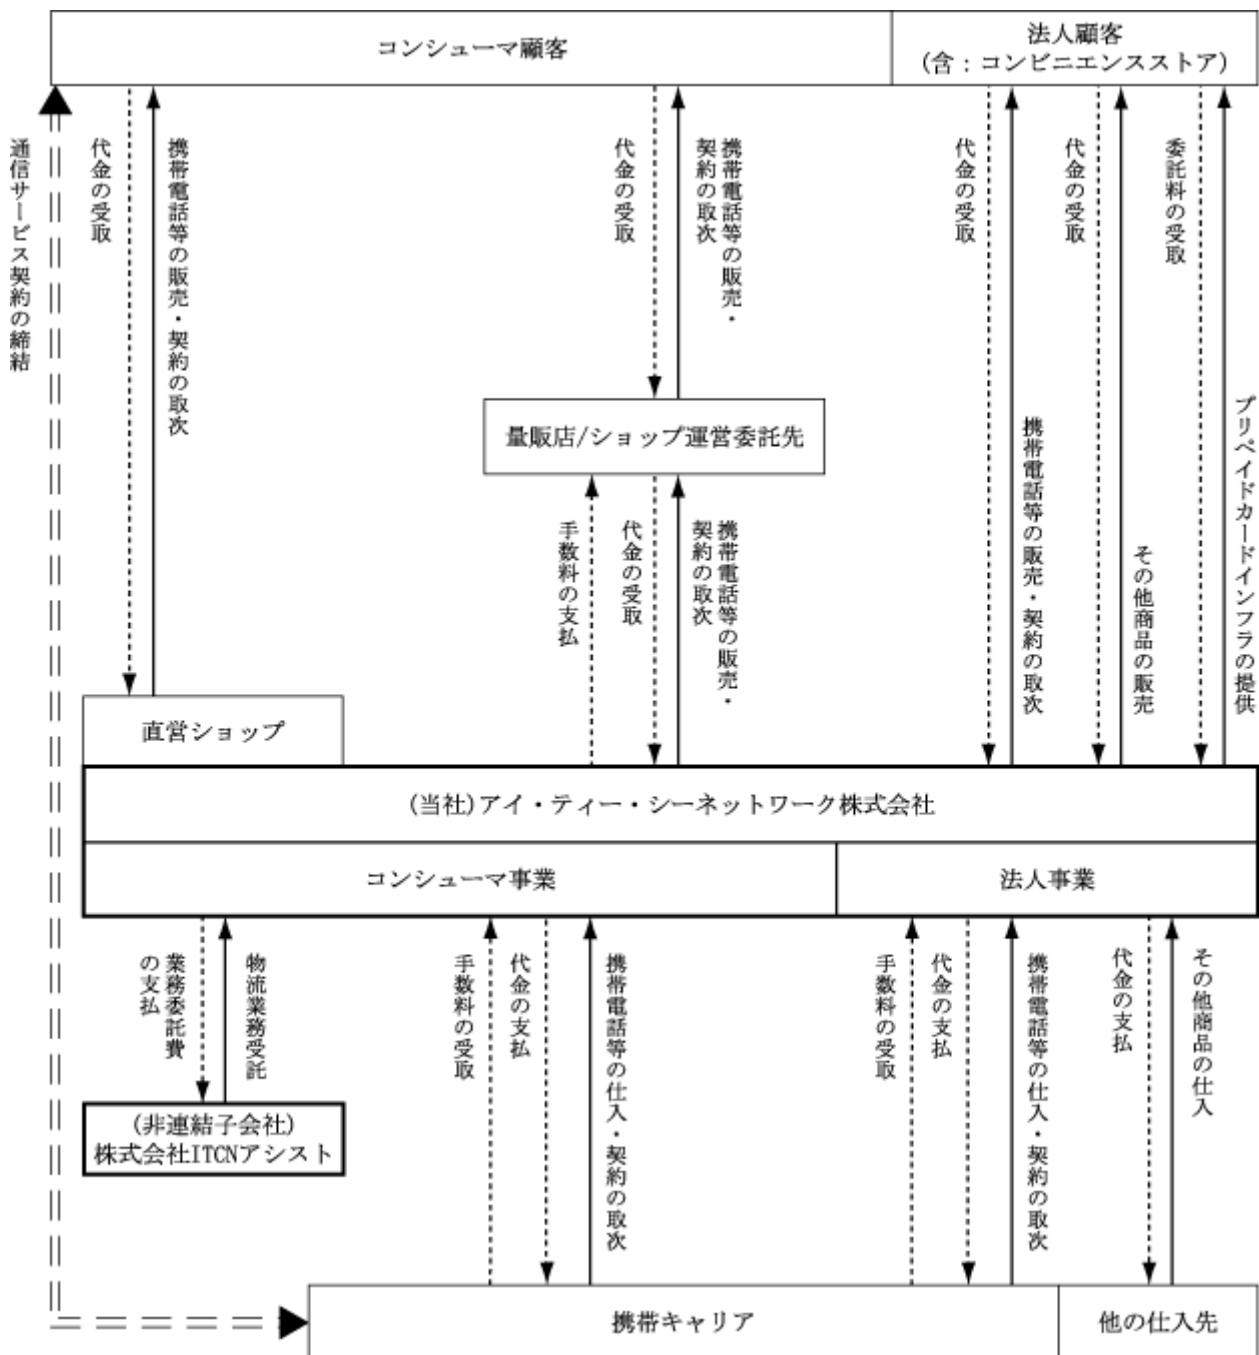 コンシューマ顧客
法人顧客
(含：コンビニエンスストア)
通信サービス契約の締結
代金の受取
携帯電話等の販売・契約の取次
代金の受取
携帯電話等の販売・
契約の取次
代金の受取
携帯電話等の販売・契約の取次
代金の受取
その他商品の販売
委託料の受取
プリペイドカードインフラの提供
量販店/ショップ運営委託先
手数料の支払
代金の受取
携帯電話等の販売・
契約の取次
直営ショップ
(当社)アイ・ティー・シーネットワーク株式会社
コンシューマ事業
法人事業
業務委託費
の支払
物流業務受託
手数料の受取
代金の支払
携帯電話等の仕入・契約の取次
手数料の受取
代金の支払
携帯電話等の仕入・契約の取次
代金の支払
その他商品の仕入
(非連結子会社)
株式会社ITCNアシスト
携帯キャリア
他の仕入先